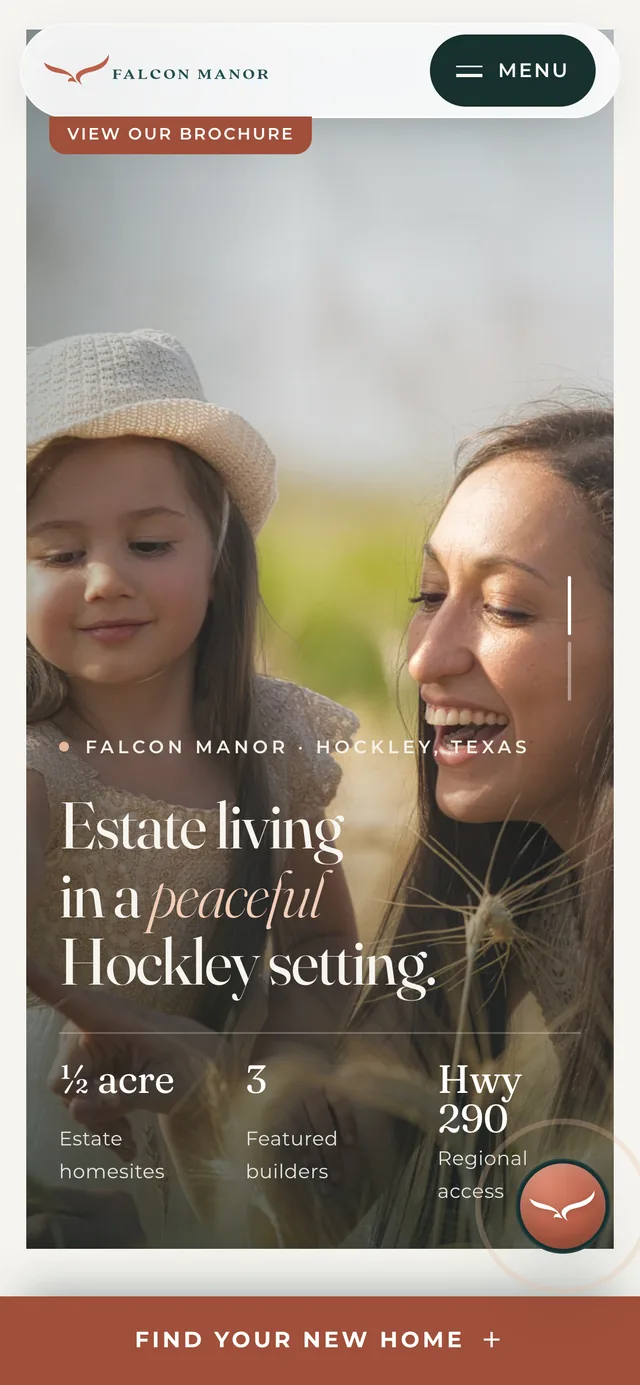 FALCON MANOR
MENU
VIEW OUR BROCHURE
FALCON MANOR · HOCKLEY, TEXAS
Estate living
in a peaceful
Hockley setting.
½ acre
Estate
homesites
3
Featured
builders
Hwy
290
Regional
access
FIND YOUR NEW HOME +